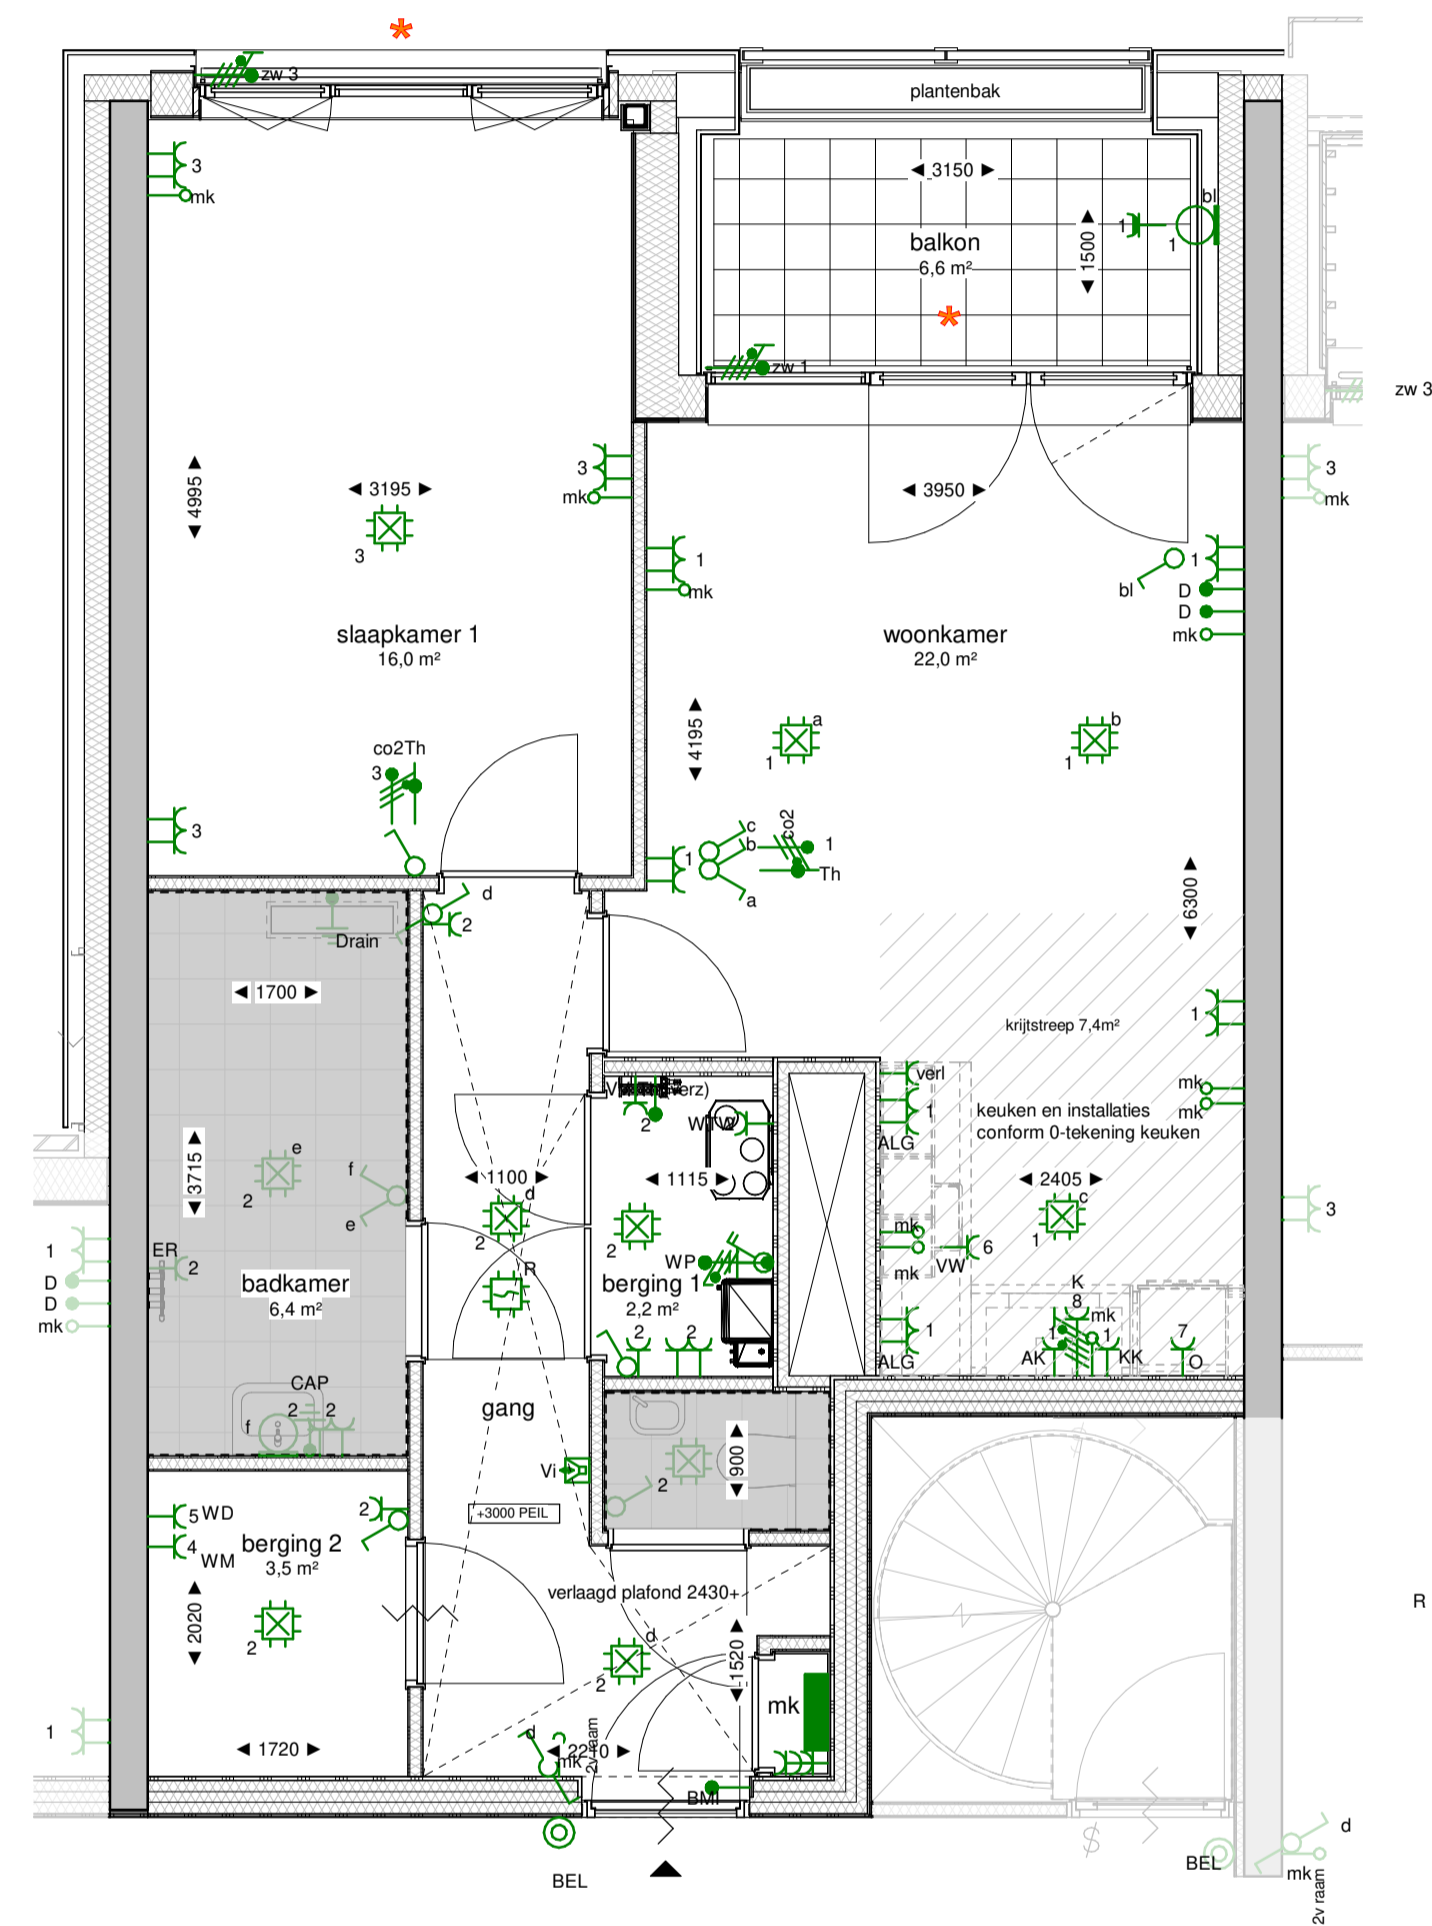 *
zw 3
plantenbak
3
mk
3150
bl
1
1
balkon
6,6 m²
1500
*
zw 1
zw 3
3
mk
4995
3195
3
3
mk
1
mk
3950
bl
1
D
D
mk
slaapkamer 1
16,0 m²
woonkamer
22,0 m²
4195
a
1
b
1
co2Th
3
3
c
b
a
co2
1
Th
1
d
2
6300
Drain
1700
krijtstreep 7,4m²
1
verl
1
ALG
mk
mk
keuken en installaties
conform 0-tekening keuken
2
WTW
3715
e
2
f
e
1100
d
2
1115
2405
c
1
3
1
D
D
mk
ER
2
badkamer
6,4 m²
R
WP
berging 1
2,2 m²
mk
mk
VW
6
K
8
mk
1
1
AK
KK
7
O
1
ALG
2
2
CAP
2
2
f
gang
Vi
900
2
+3000 PEIL
5
WD
4
WM
2
berging 2
3,5 m²
2020
2
verlaagd plafond 2430+
d
2
1520
mk
R
1
1720
d
mk
2v raam
2210
BMI
BEL
BEL
d
mk
2v raam